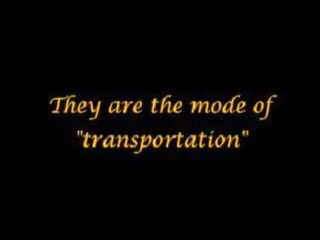 They are the mode of
"transportation"